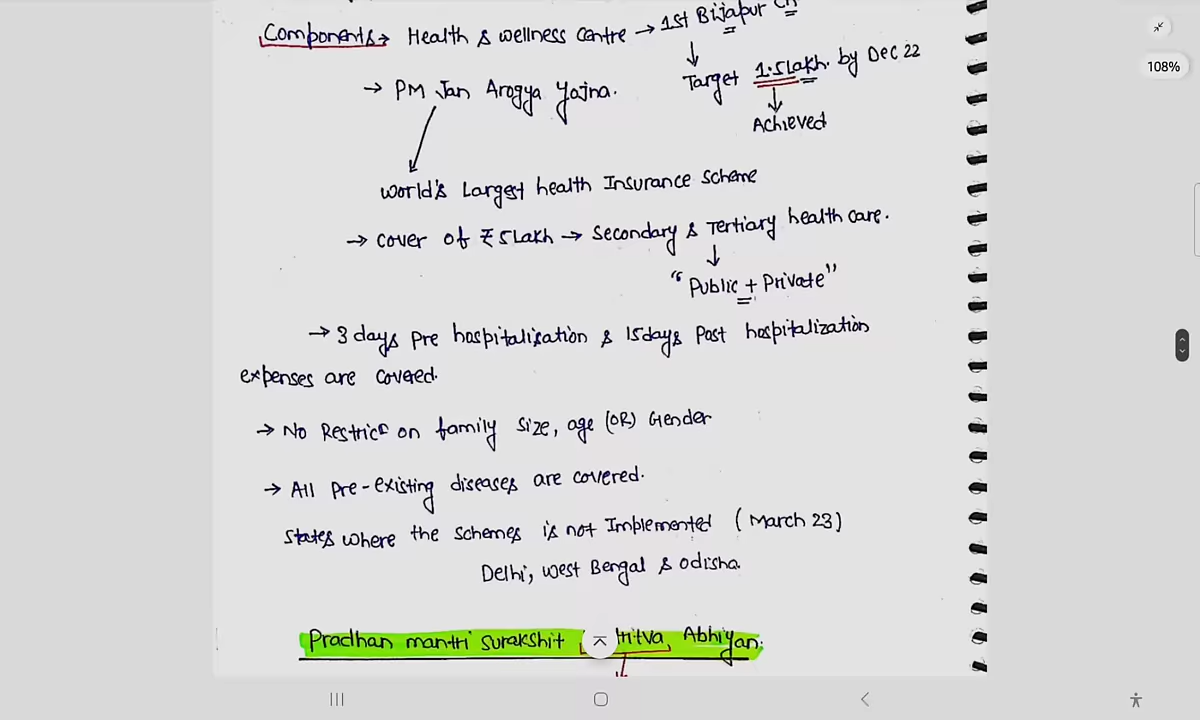 Components→ Health & wellness Centre → 1st Bijapur
108%
Target 1.5Lakh. by Dec 22
→ PM Jan Arogya Yojna.
Achieved
World's Largest health Insurance scheme
→ cover of ₹5Lakh → Secondary & Tertiary health care.
"Public + Private"
→ 3 days Pre hospitalisation & 15days Post hospitalization
expenses are covered.
→ No Restricn on family size, age (OR) Gender
→ All Pre-existing diseases are covered.
States where the schemes is not Implemented (March 23)
Delhi, West Bengal & Odisha.
Pradhan mantri Surakshit tritva Abhiyan: